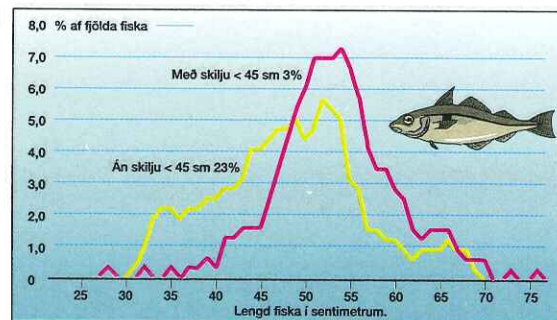 8,0 % af fjölda fiska
7,0
Með skilju < 45 sm 3%
6,0
5,0
4,0
Án skilju < 45 sm 23%
3,0
2,0
1,0
0
25 30 35 40 45 50 55 60 65 70 75
Lengd fiska í sentimetrum.